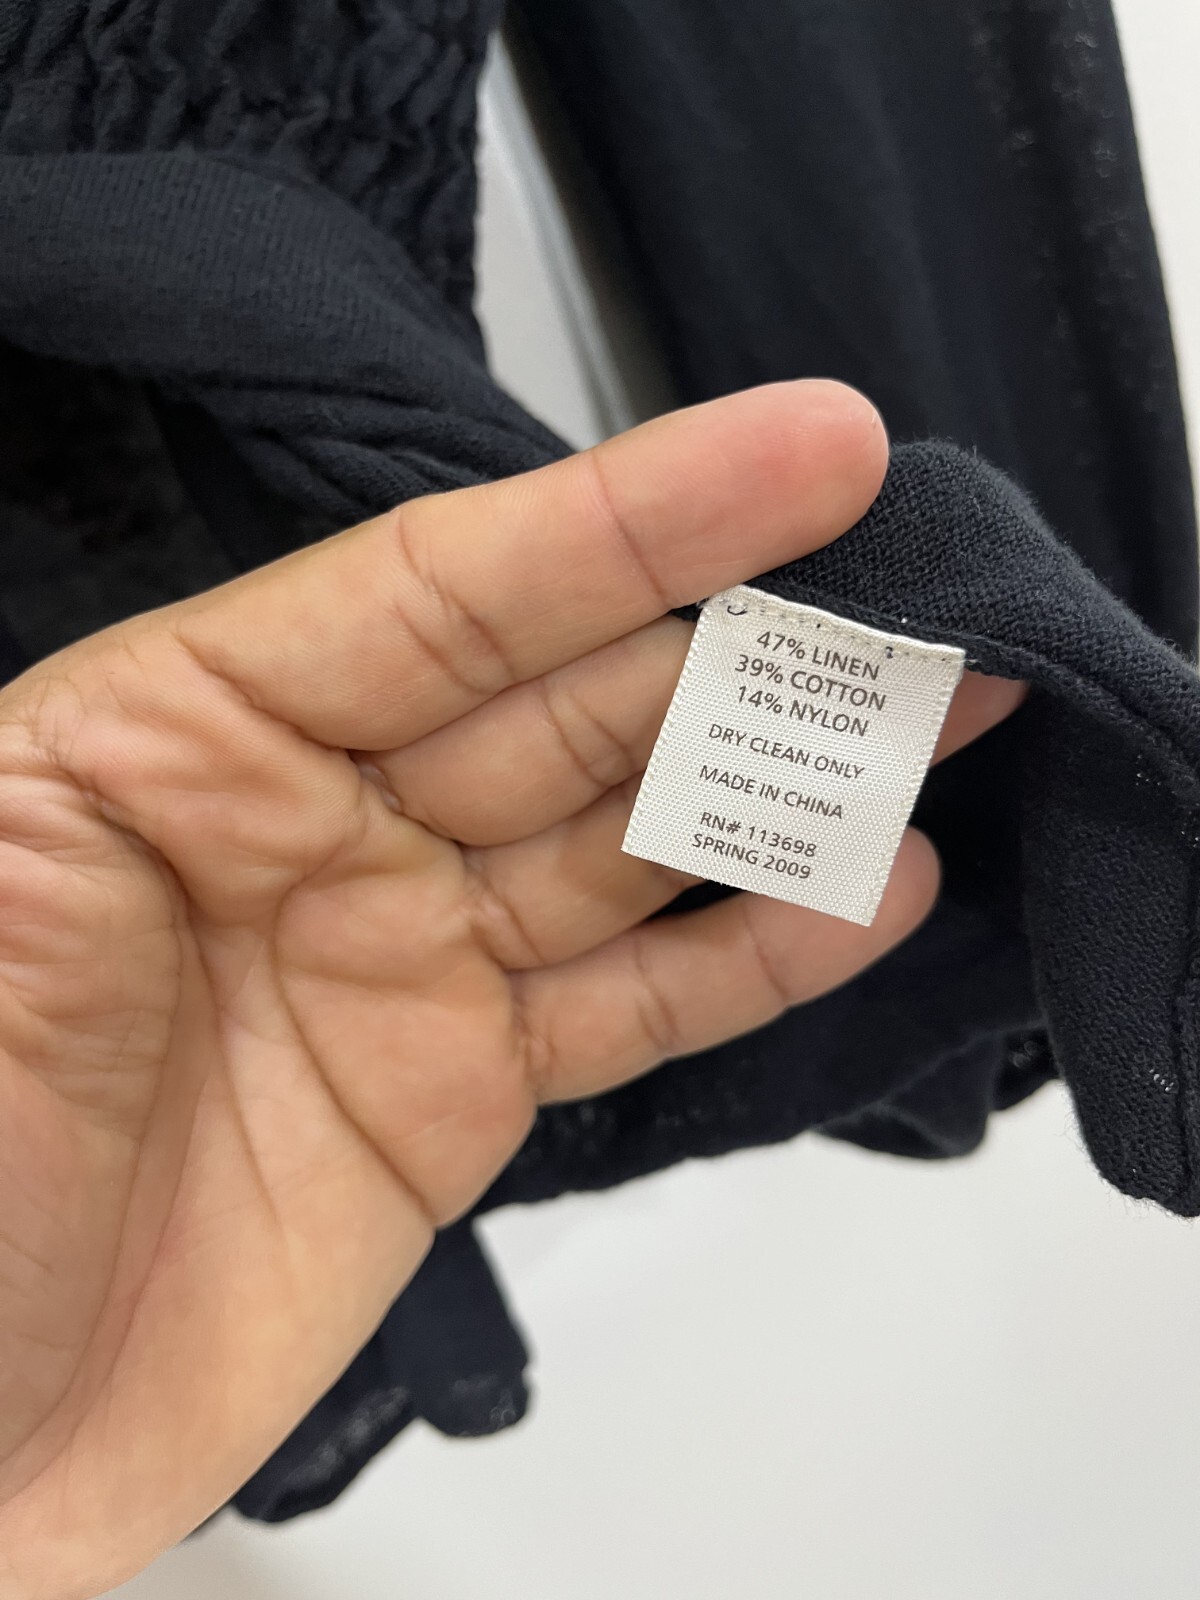 47% LINEN
39% COTTON
14% NYLON
DRY CLEAN ONLY
MADE IN CHINA
RN# 113698
SPRING 2009